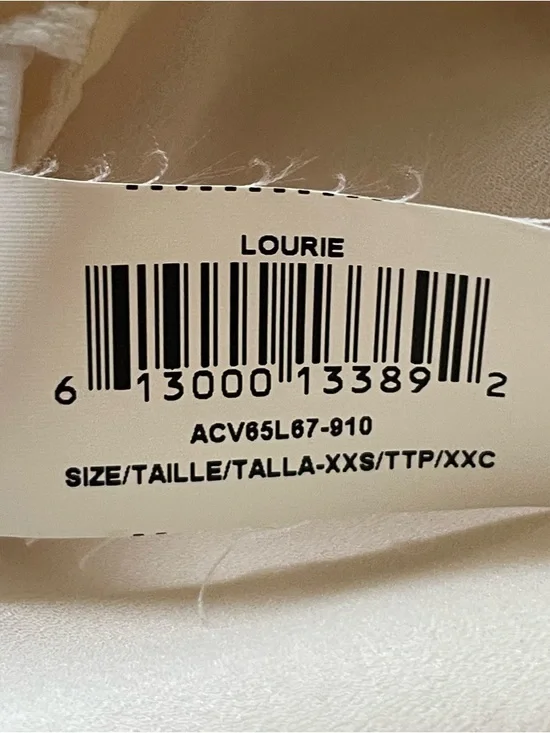 LOURIE
6 13000 13389 2
ACV65L67-910
SIZE/TAILLE/TALLA-XXS/TTP/XXC